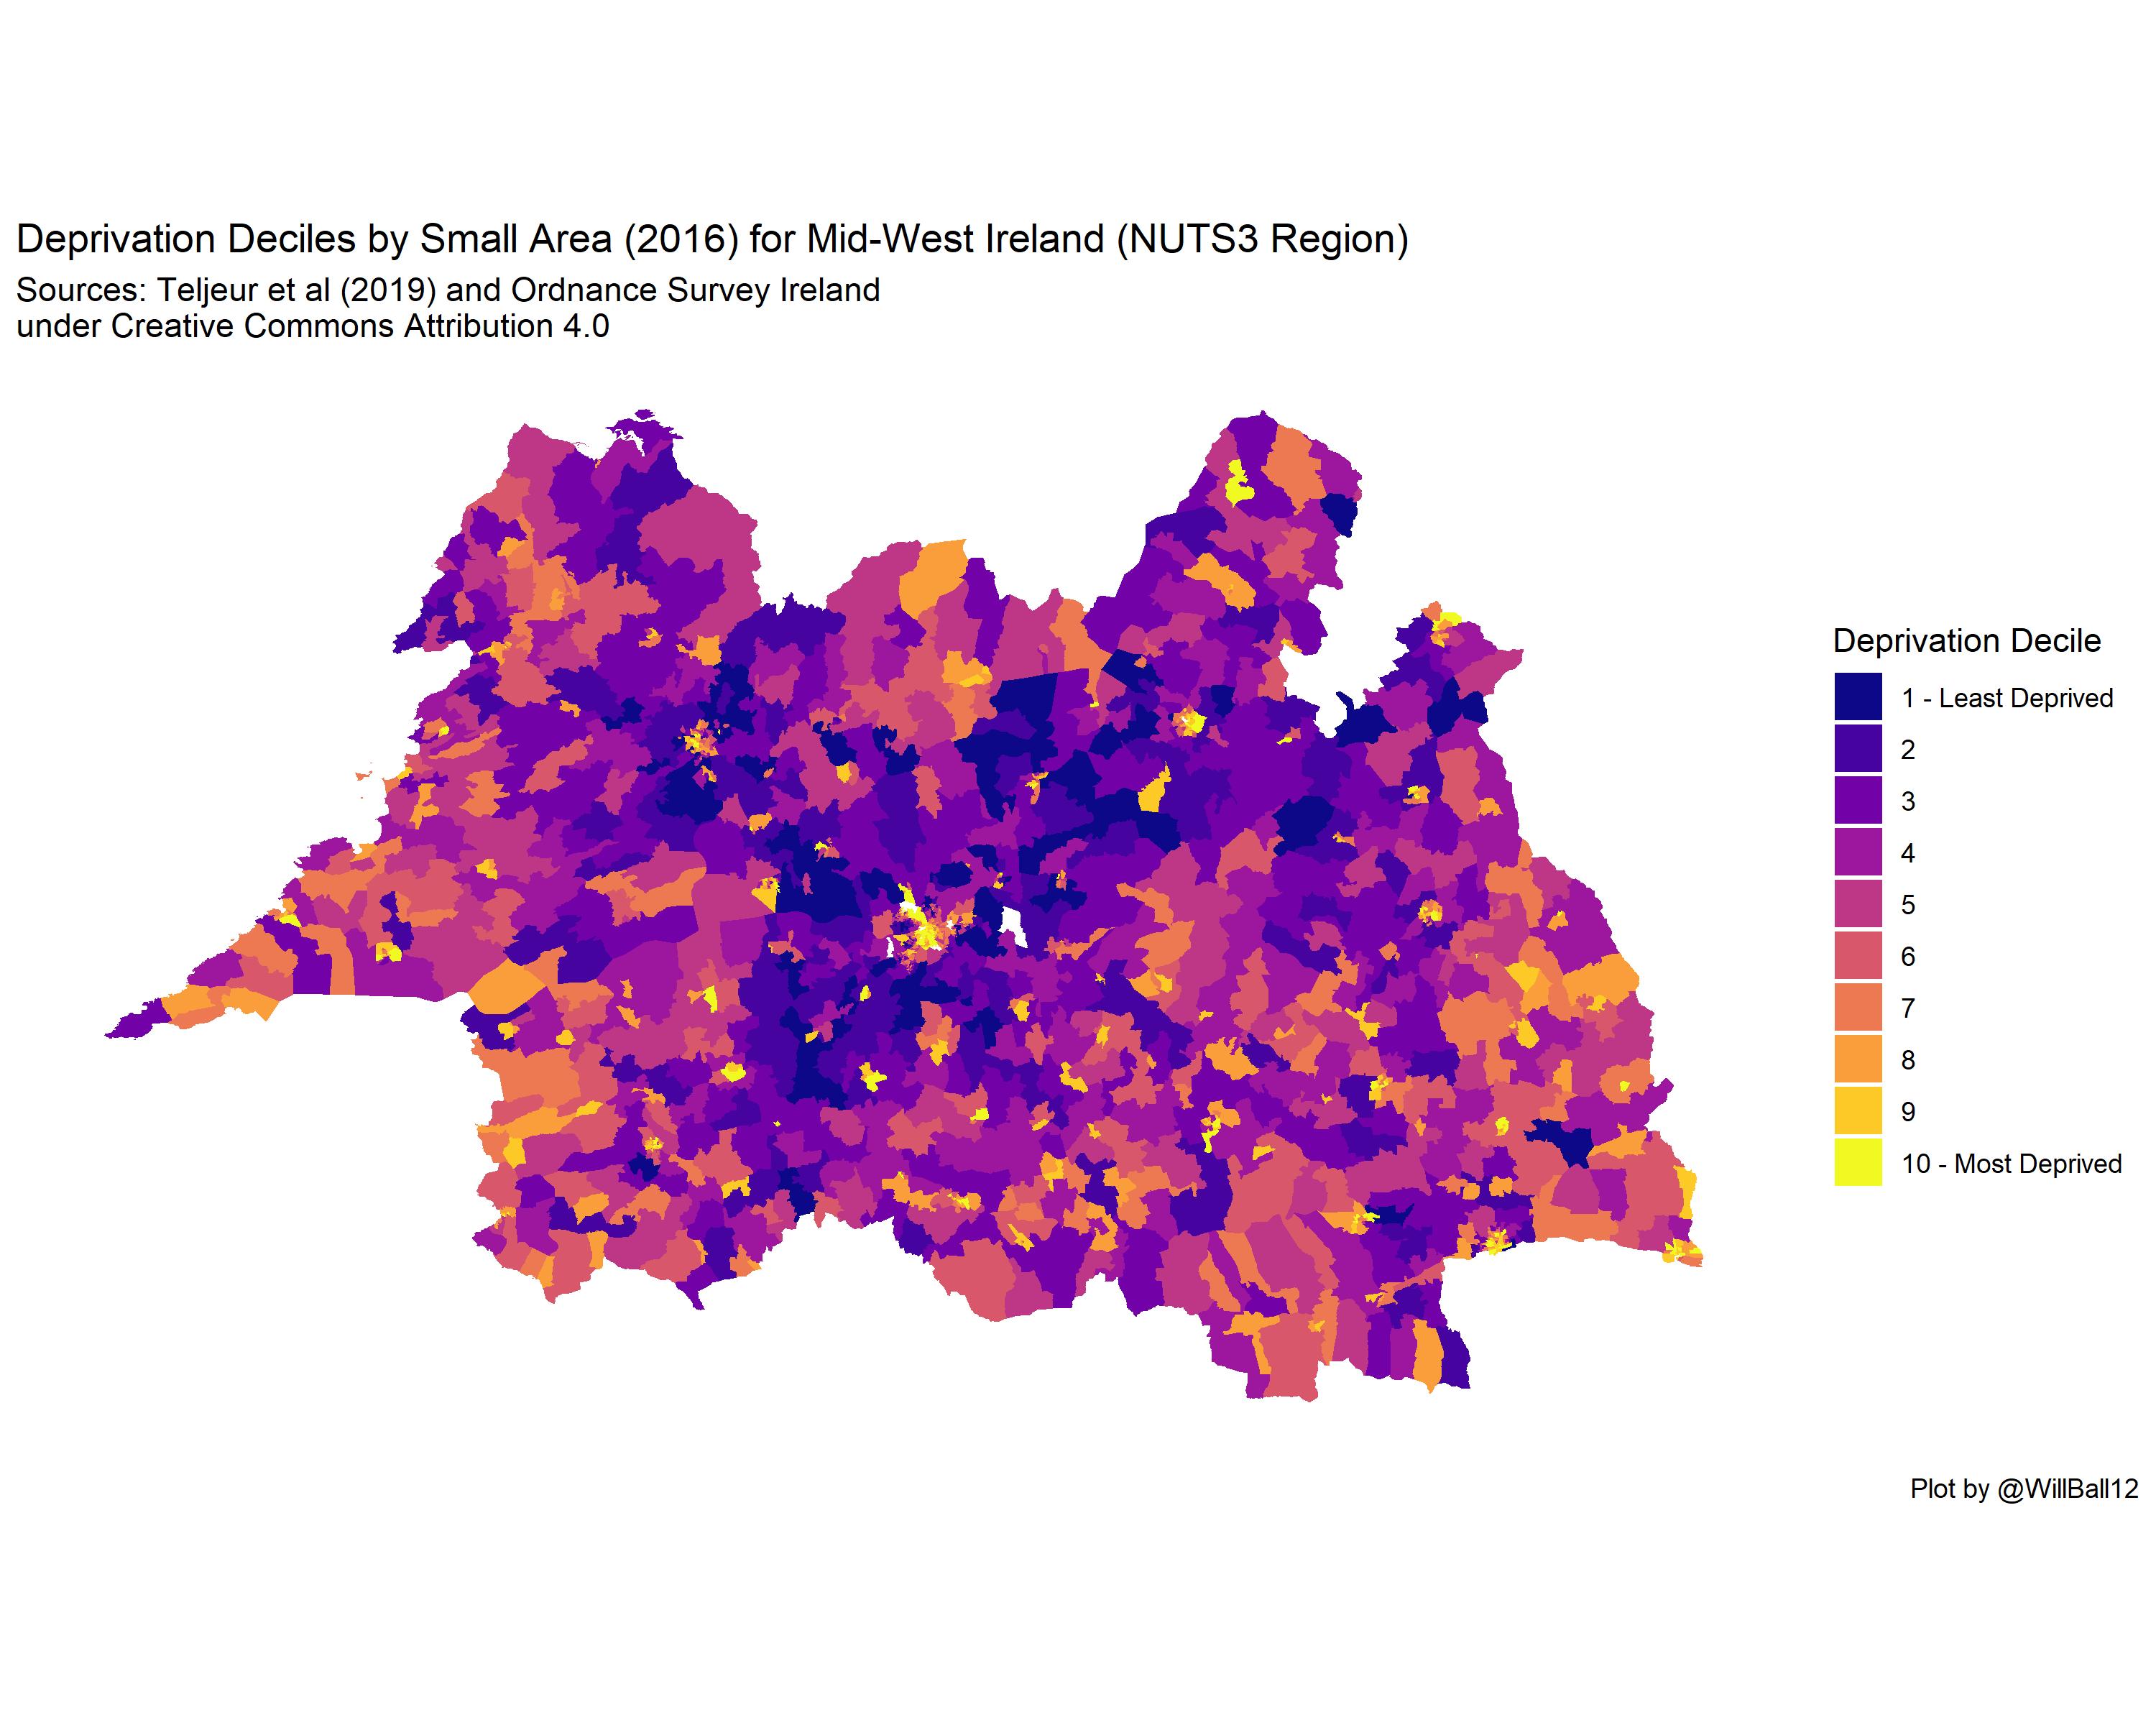 Deprivation Deciles by Small Area (2016) for Mid-West Ireland (NUTS3 Region)
Sources: Teljeur et al (2019) and Ordnance Survey Ireland
under Creative Commons Attribution 4.0
Deprivation Decile
1 - Least Deprived
2
3
4
5
6
7
8
9
10 - Most Deprived
Plot by @WillBall12